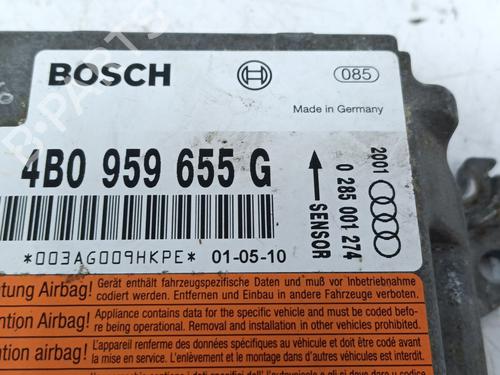 BOSCH
085
Made in Germany
4B0 959 655 G
SENSOR
0 285 001 274
2001
*003AG009HKPE*
01-05-10
tung Airbag!
Gerät enthält fahrzeugspezifische Daten und muß vor Inbetriebnahme
codiert werden. Entfernen und Einbau in andere Fahrzeuge verboten.
ntion Airbag!
Appliance contains data for the specific vehicle and must be coded befo-
re being operational. Removal and installation in other vehicles prohibited.
ntion airbag!
L'appareil renferme des données spécifiques au véhicule et doit être codé avant
la mise en service. L'enlèvement et le montage dans d'autres véhicules est interdit.
B-PARTS